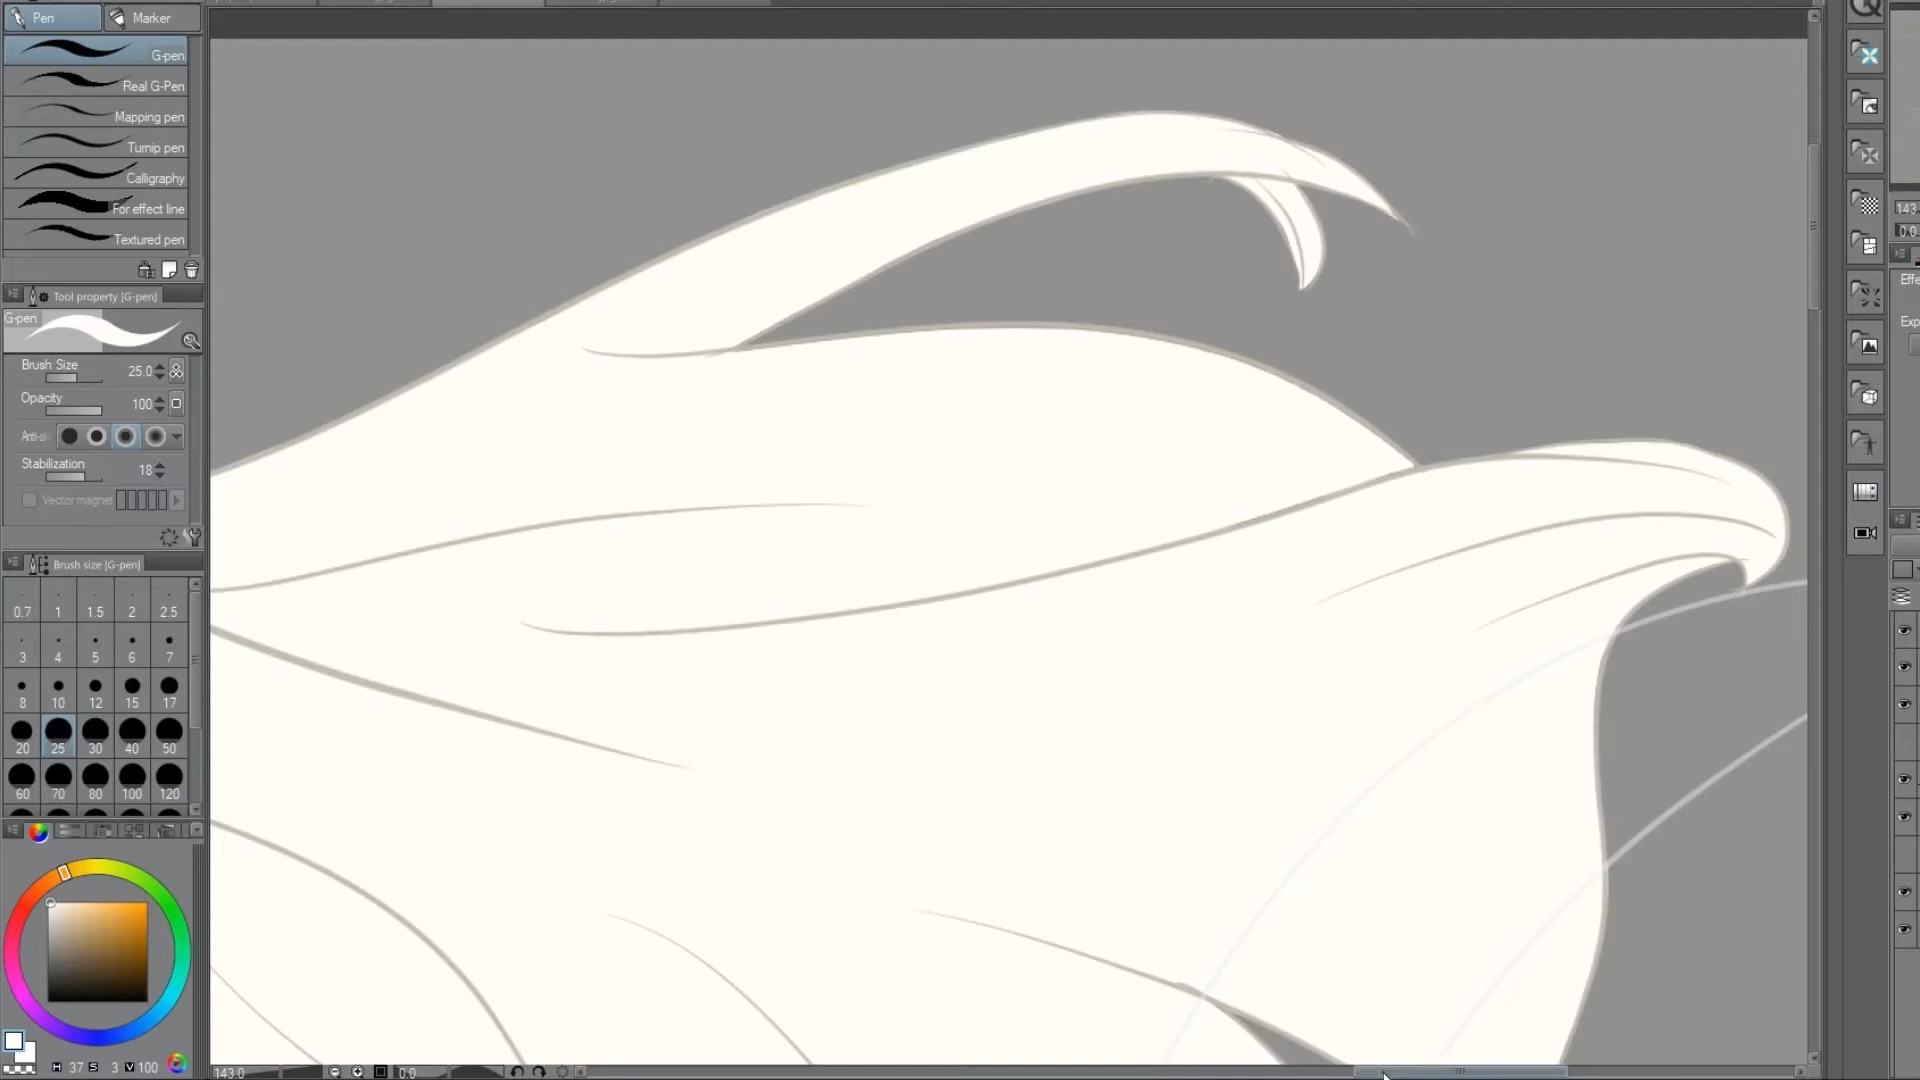 Pen
Marker
G-pen
Real G-Pen
Mapping pen
Turnip pen
Calligraphy
For effect line
Textured pen
Tool property [G-pen]
G-pen
Brush Size 25.0
Opacity 100
Anti-al
Stabilization 18
Vector magnet
Brush size [G-pen]
0.7 1 1.5 2 2.5
3 4 5 6 7
8 10 12 15 17
20 25 30 40 50
60 70 80 100 120
H 37 S 3 V 100
143.0
0.0
143.
0.0
Effe
Exp